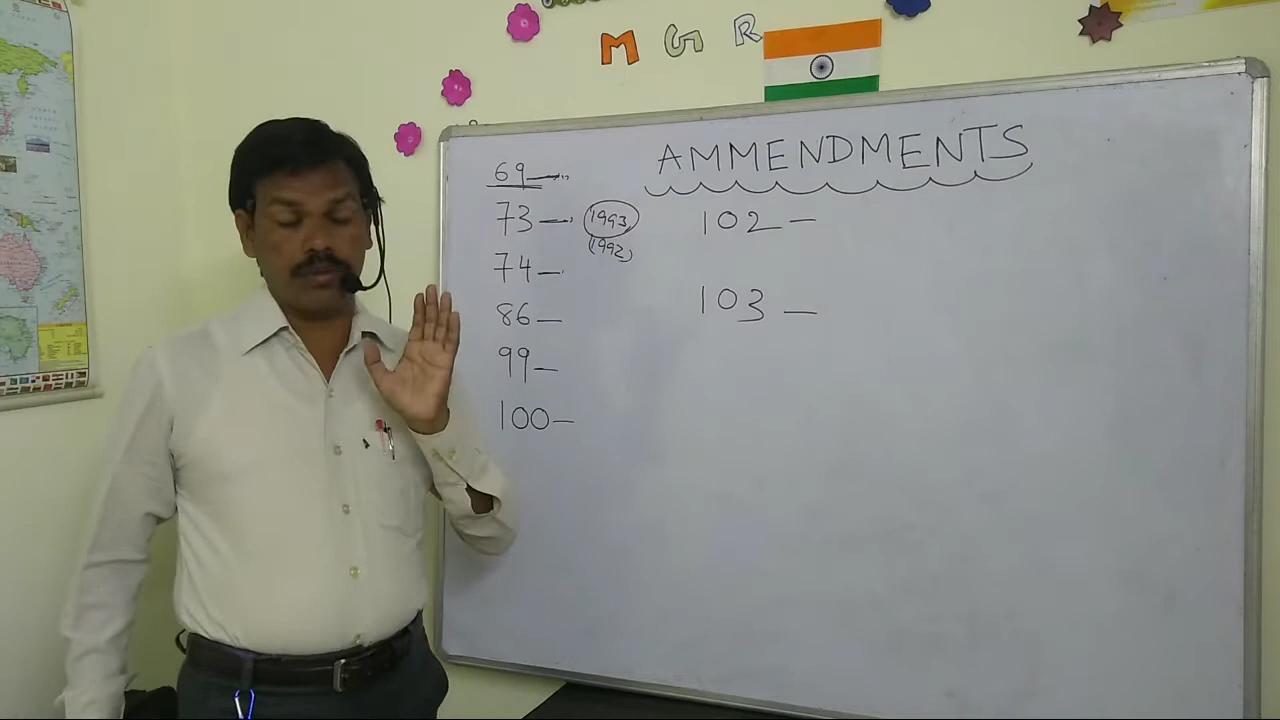 M G R
AMMENDMENTS
69
73 — 1993
(1992)
74 —
86 —
99 —
100 —
102 —
103 —